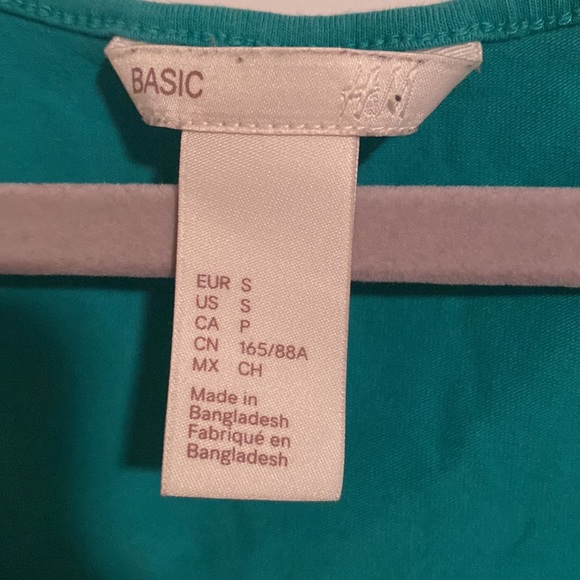 BASIC
H&M
EUR S
US S
CA P
CN 165/88A
MX CH
Made in
Bangladesh
Fabriqué en
Bangladesh